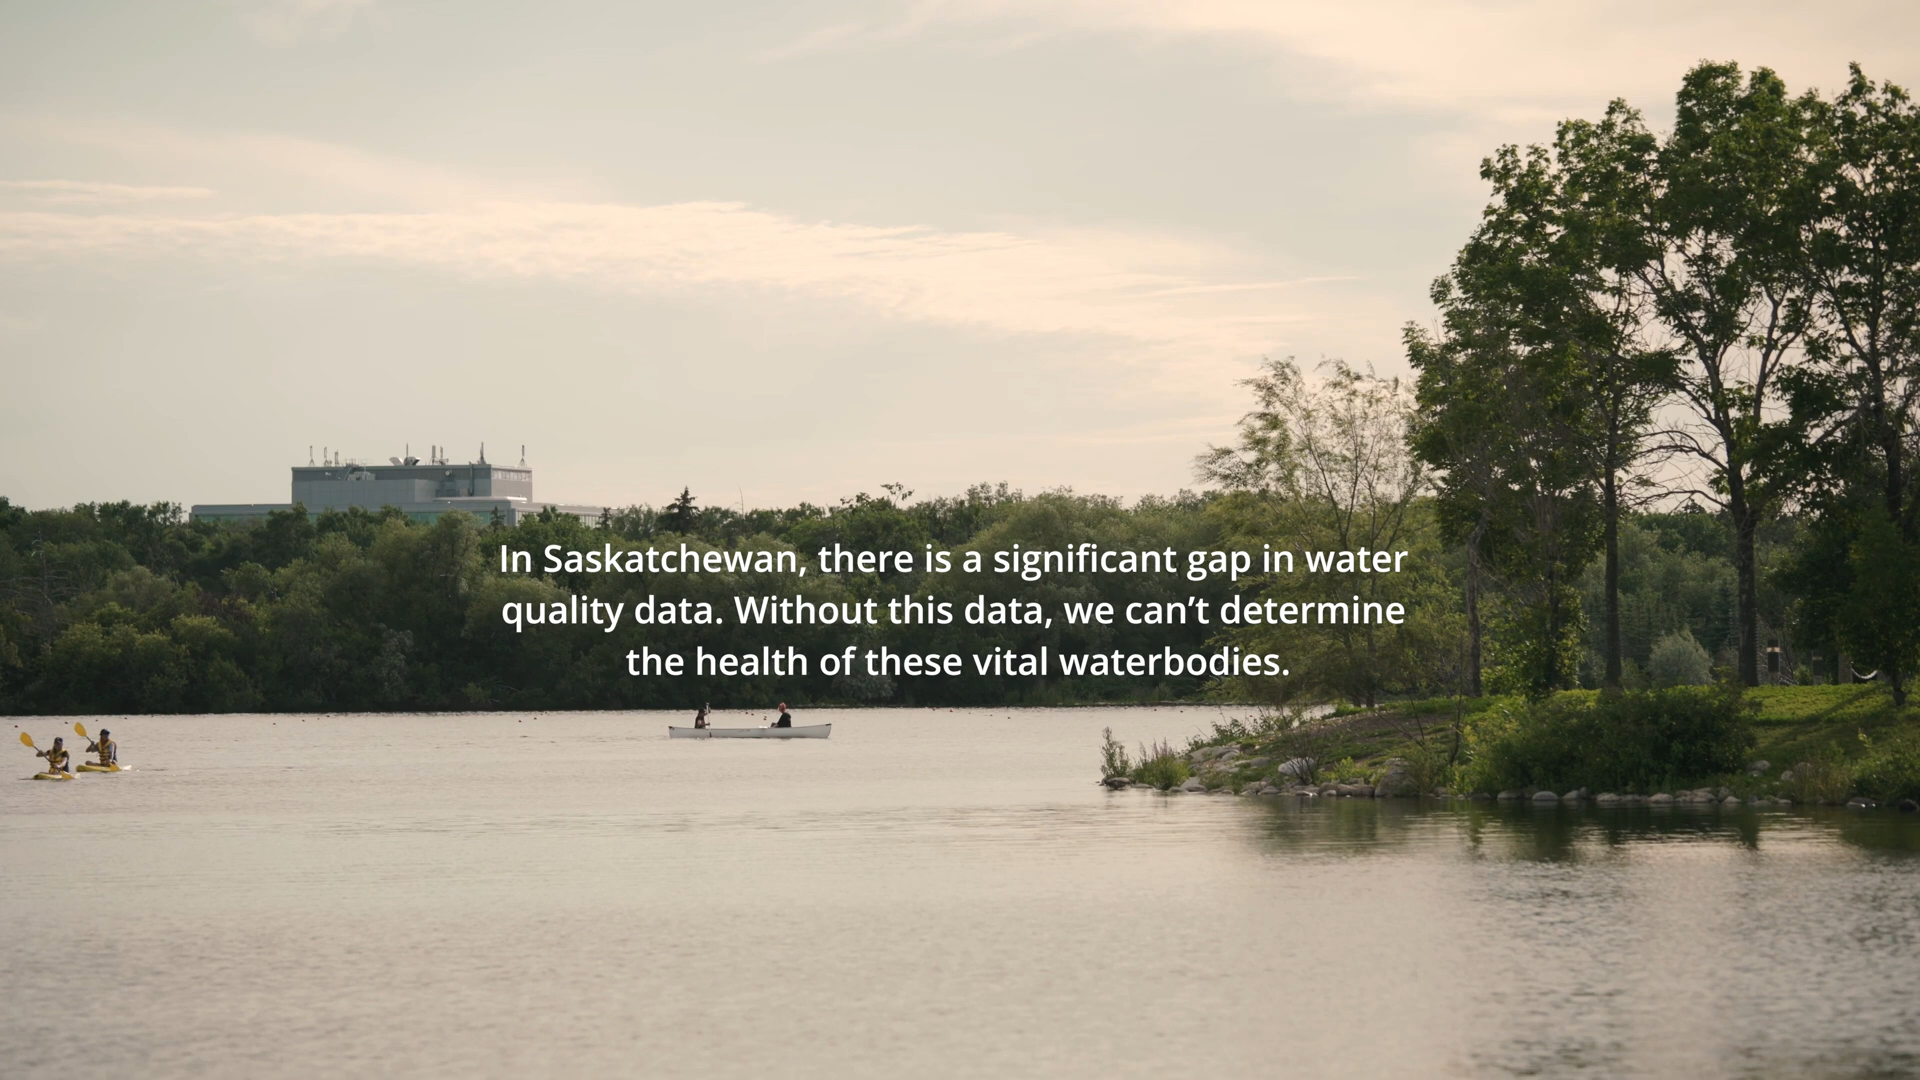 In Saskatchewan, there is a significant gap in water
quality data. Without this data, we can’t determine
the health of these vital waterbodies.